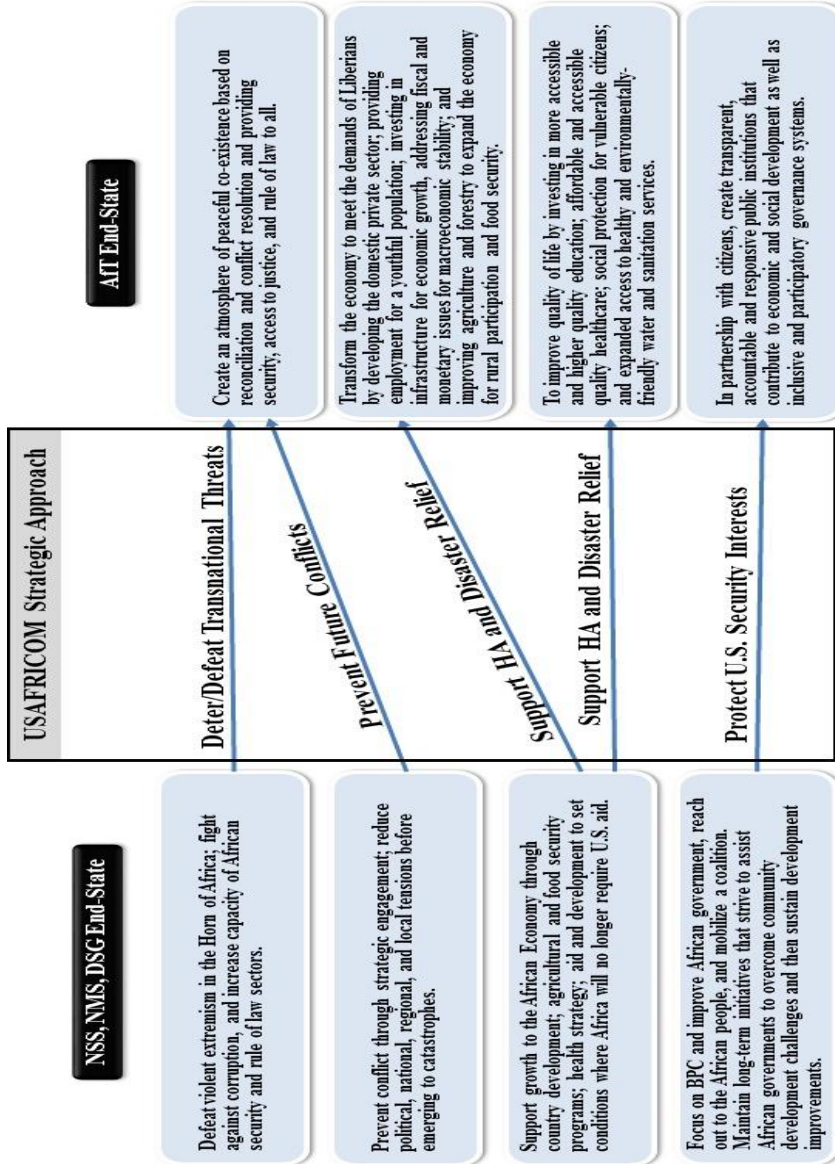 USAFRICOM Strategic Approach
NSS, NMS, DSG End-State
Defeat violent extremism in the Horn of Africa; fight
against corruption, and increase capacity of African
security and rule of law sectors.
Prevent conflict through strategic engagement; reduce
political, national, regional, and local tensions before
emerging to catastrophes.
Support growth to the African Economy through
country development; agricultural and food security
programs; health strategy; aid and development to set
conditions where Africa will no longer require U.S. aid.
Focus on BPC and improve African government, reach
out to the African people, and mobilize a coalition.
Maintain long-term initiatives that strive to assist
African governments to overcome community
development challenges and then sustain development
improvements.
Deter/Defeat Transnational Threats
Prevent Future Conflicts
Support HA and Disaster Relief
Support HA and Disaster Relief
Protect U.S. Security Interests
AfT End-State
Create an atmosphere of peaceful co-existence based on
reconciliation and conflict resolution and providing
security, access to justice, and rule of law to all.
Transform the economy to meet the demands of Liberians
by developing the domestic private sector; providing
employment for a youthful population; investing in
infrastructure for economic growth, addressing fiscal and
monetary issues for macroeconomic stability; and
improving agriculture and forestry to expand the economy
for rural participation and food security.
To improve quality of life by investing in more accessible
and higher quality education; affordable and accessible
quality healthcare; social protection for vulnerable citizens;
and expanded access to healthy and environmentally-
friendly water and sanitation services.
In partnership with citizens, create transparent,
accountable and responsive public institutions that
contribute to economic and social development as well as
inclusive and participatory governance systems.